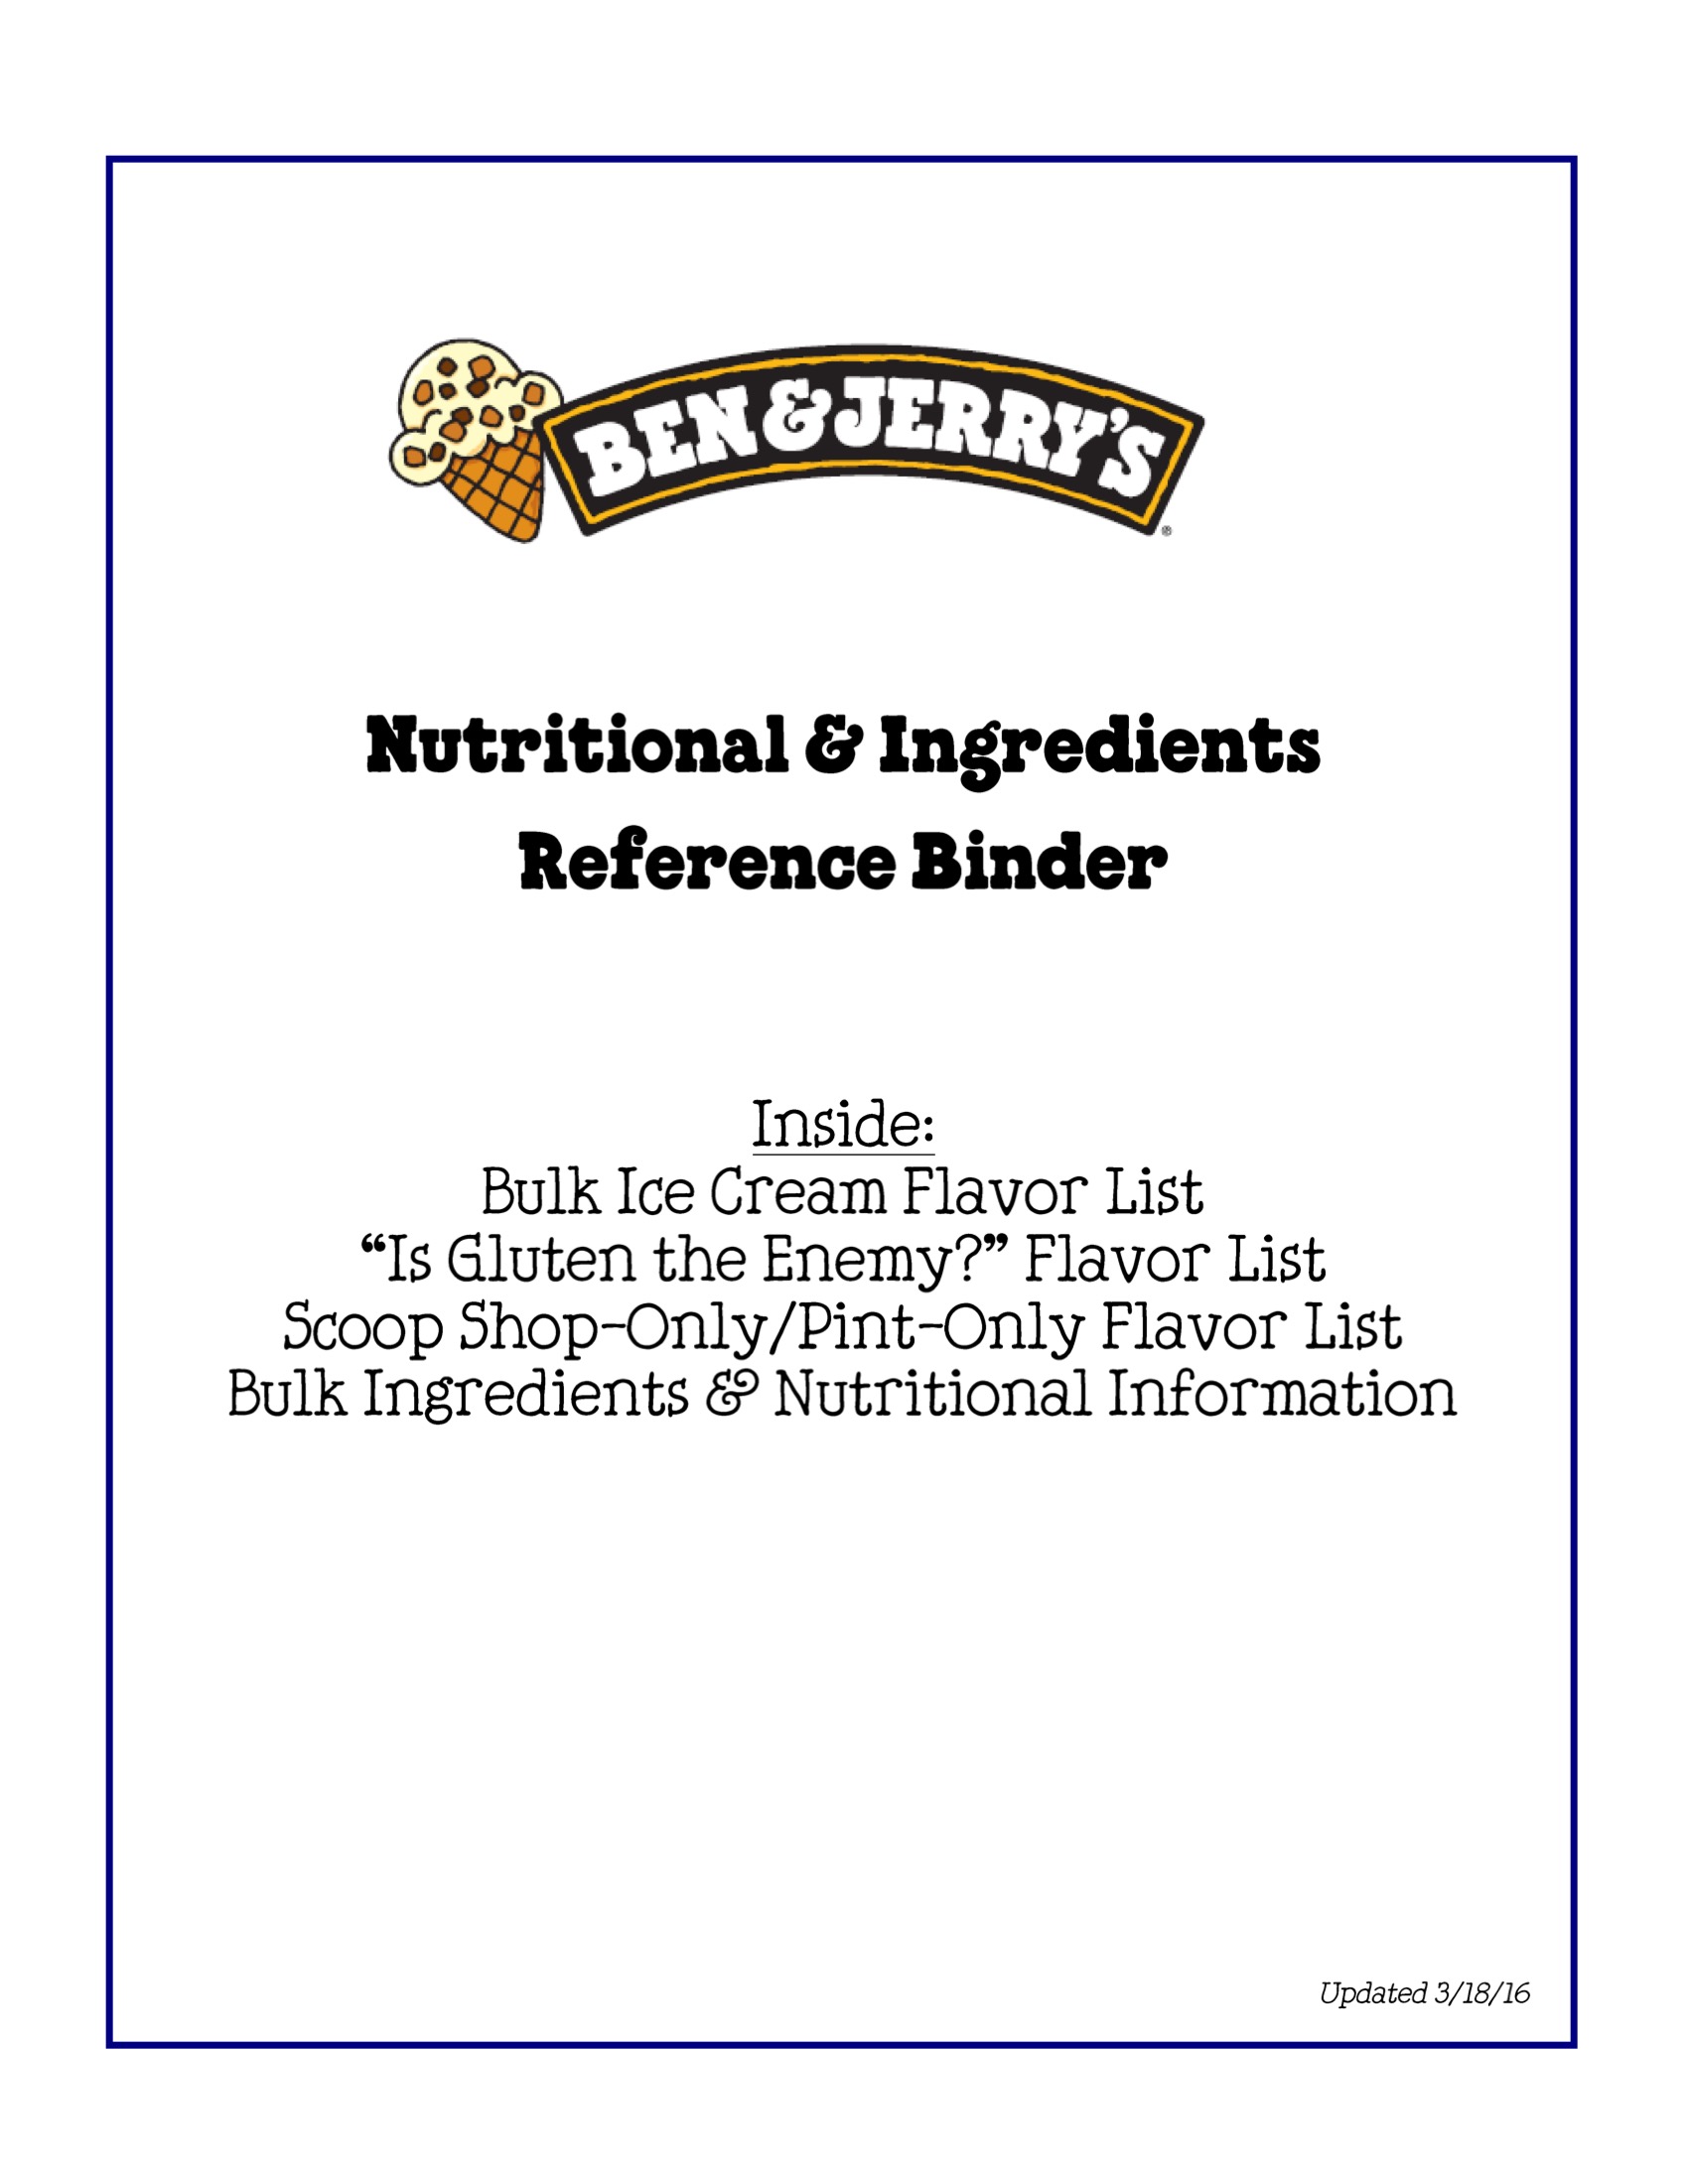 BEN & JERRY'S ®
Nutritional & Ingredients
Reference Binder
Inside:
Bulk Ice Cream Flavor List
“Is Gluten the Enemy?” Flavor List
Scoop Shop-Only/Pint-Only Flavor List
Bulk Ingredients & Nutritional Information
Updated 3/18/16